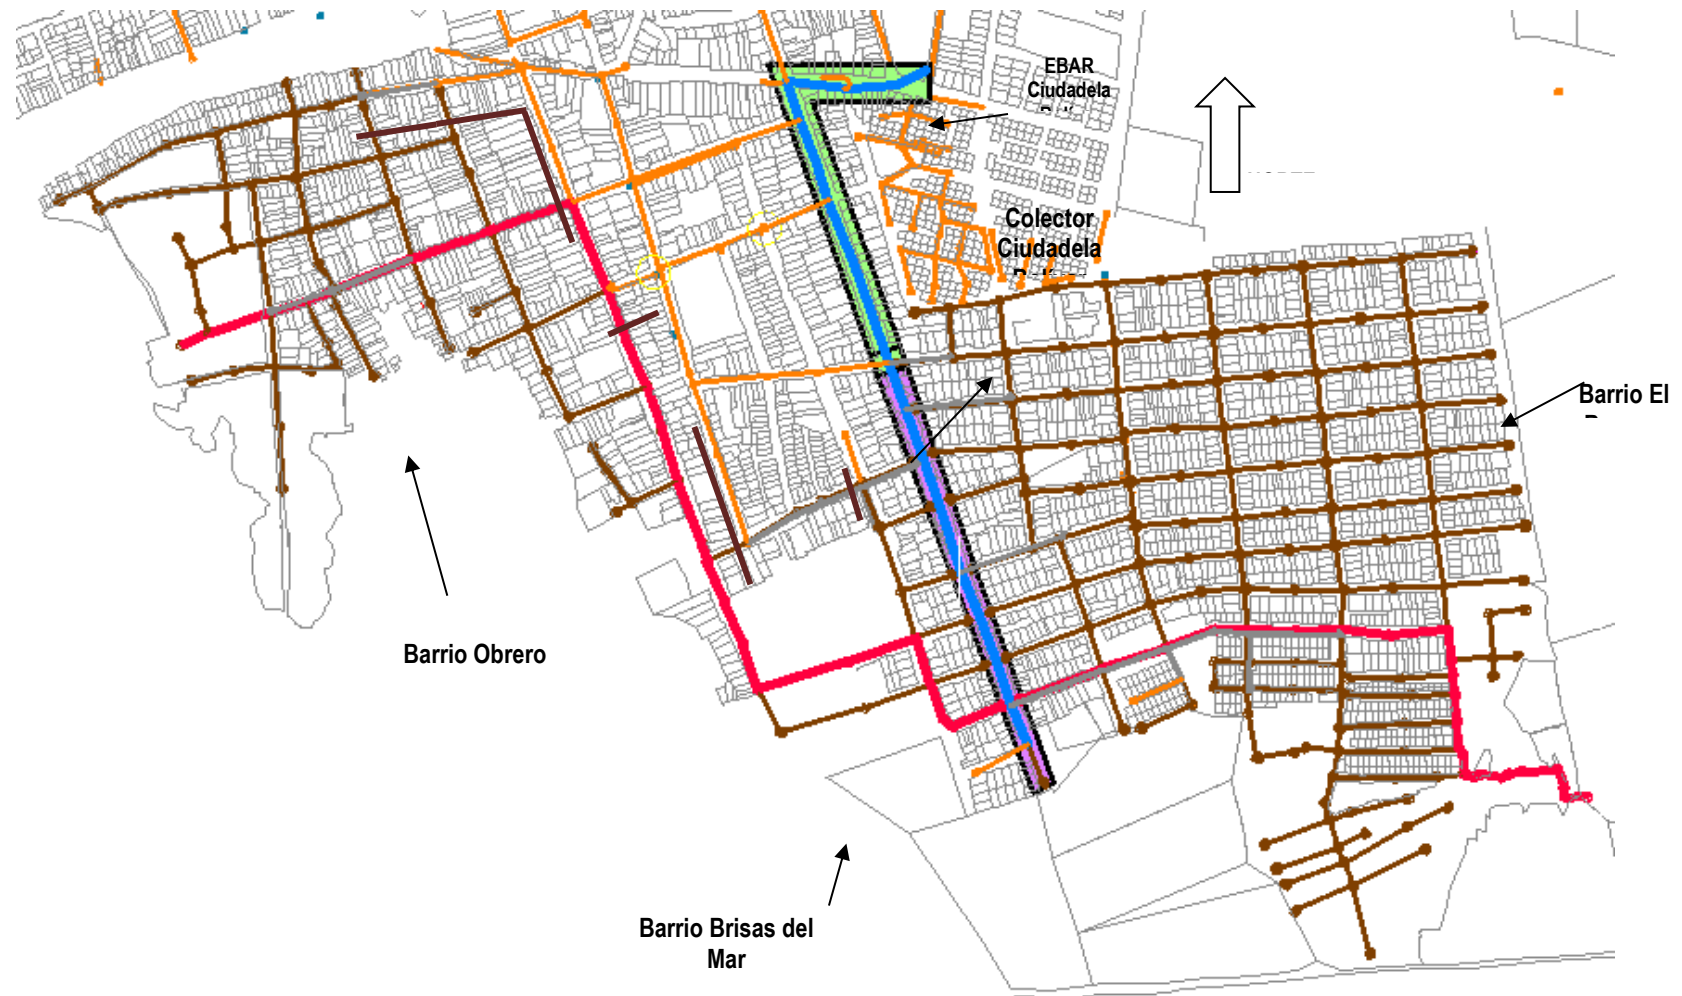 EBAR
Ciudadela
Colector
Ciudadela
Barrio El
Barrio Obrero
Barrio Brisas del
Mar